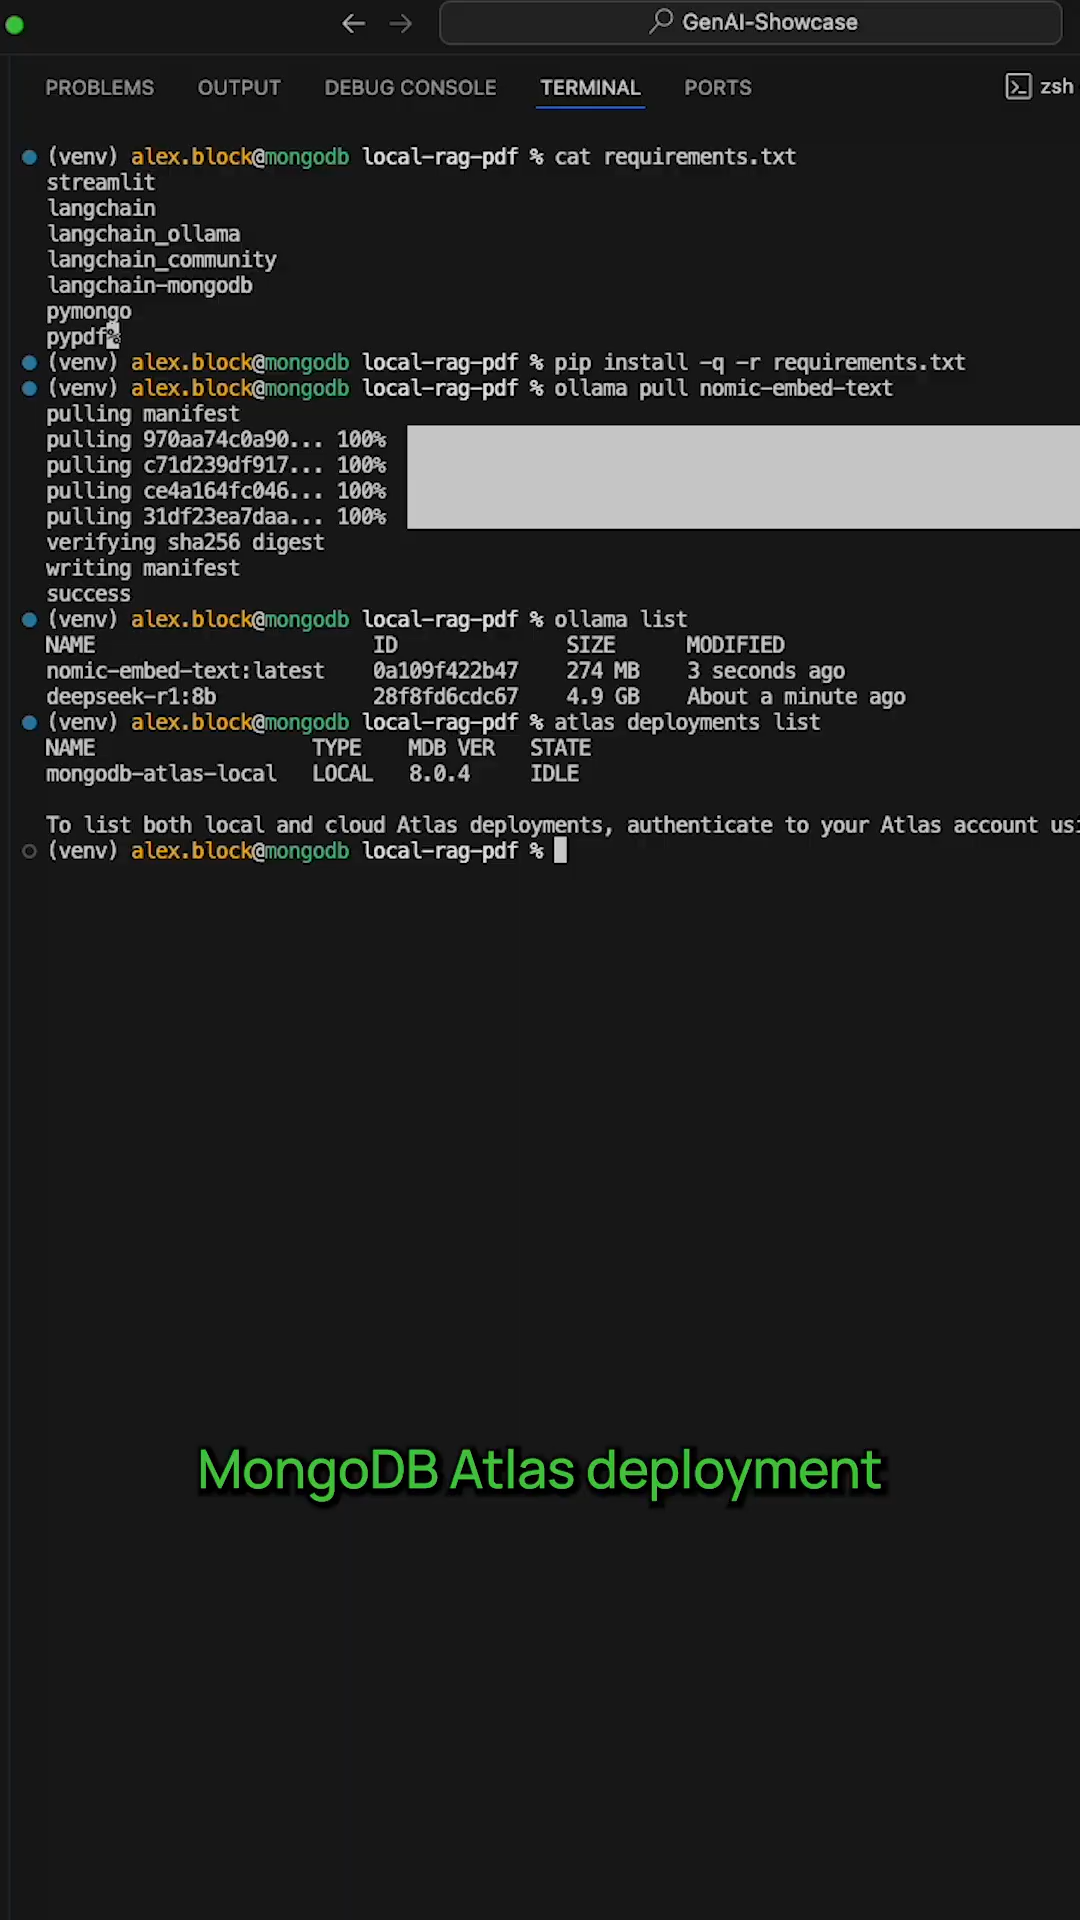 GenAI-Showcase
PROBLEMS OUTPUT DEBUG CONSOLE TERMINAL PORTS zsh
(venv) alex.block@mongodb local-rag-pdf % cat requirements.txt
streamlit
langchain
langchain_ollama
langchain_community
langchain-mongodb
pymongo
pypdf%
(venv) alex.block@mongodb local-rag-pdf % pip install -q -r requirements.txt
(venv) alex.block@mongodb local-rag-pdf % ollama pull nomic-embed-text
pulling manifest
pulling 970aa74c0a90... 100%
pulling c71d239df917... 100%
pulling ce4a164fc046... 100%
pulling 31df23ea7daa... 100%
verifying sha256 digest
writing manifest
success
(venv) alex.block@mongodb local-rag-pdf % ollama list
NAME ID SIZE MODIFIED
nomic-embed-text:latest 0a109f422b47 274 MB 3 seconds ago
deepseek-r1:8b 28f8fd6cdc67 4.9 GB About a minute ago
(venv) alex.block@mongodb local-rag-pdf % atlas deployments list
NAME TYPE MDB VER STATE
mongodb-atlas-local LOCAL 8.0.4 IDLE
To list both local and cloud Atlas deployments, authenticate to your Atlas account usi
(venv) alex.block@mongodb local-rag-pdf %
MongoDB Atlas deployment